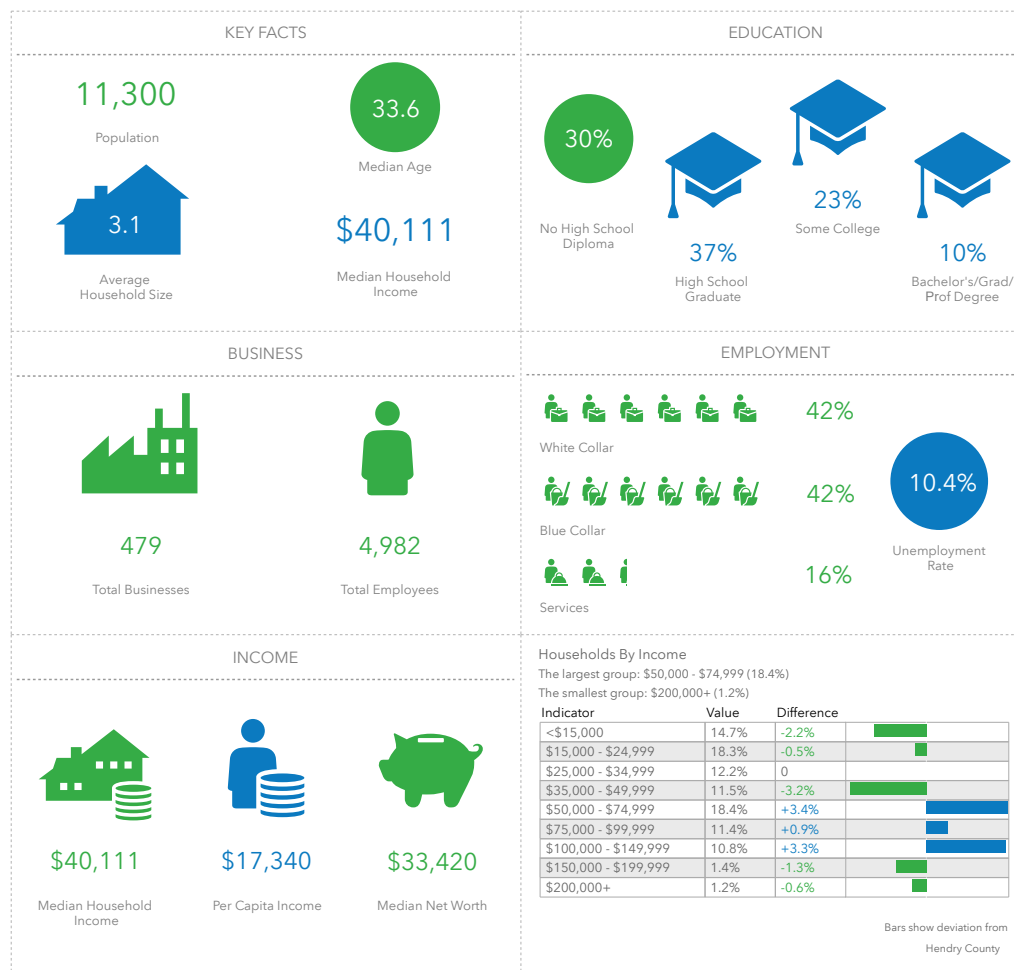 KEY FACTS
11,300
Population
33.6
Median Age
3.1
Average
Household Size
$40,111
Median Household
Income
EDUCATION
30%
No High School
Diploma
37%
High School
Graduate
23%
Some College
10%
Bachelor's/Grad/
Prof Degree
BUSINESS
479
Total Businesses
4,982
Total Employees
EMPLOYMENT
42%
White Collar
42%
Blue Collar
16%
Services
10.4%
Unemployment
Rate
INCOME
$40,111
Median Household
Income
$17,340
Per Capita Income
$33,420
Median Net Worth
Households By Income
The largest group: $50,000 - $74,999 (18.4%)
The smallest group: $200,000+ (1.2%)
Indicator Value Difference
<$15,000 14.7% -2.2%
$15,000 - $24,999 18.3% -0.5%
$25,000 - $34,999 12.2% 0
$35,000 - $49,999 11.5% -3.2%
$50,000 - $74,999 18.4% +3.4%
$75,000 - $99,999 11.4% +0.9%
$100,000 - $149,999 10.8% +3.3%
$150,000 - $199,999 1.4% -1.3%
$200,000+ 1.2% -0.6%
Bars show deviation from
Hendry County